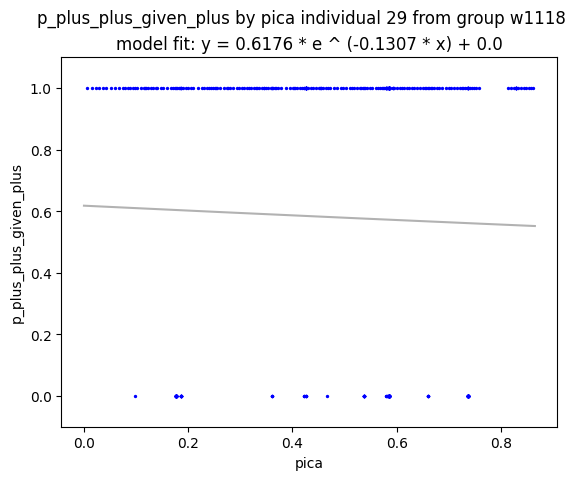 p_plus_plus_given_plus by pica individual 29 from group w1118
model fit: y = 0.6176 * e ^ (-0.1307 * x) + 0.0
1.0
0.8
0.6
0.4
0.2
0.0
p_plus_plus_given_plus
0.0 0.2 0.4 0.6 0.8
pica